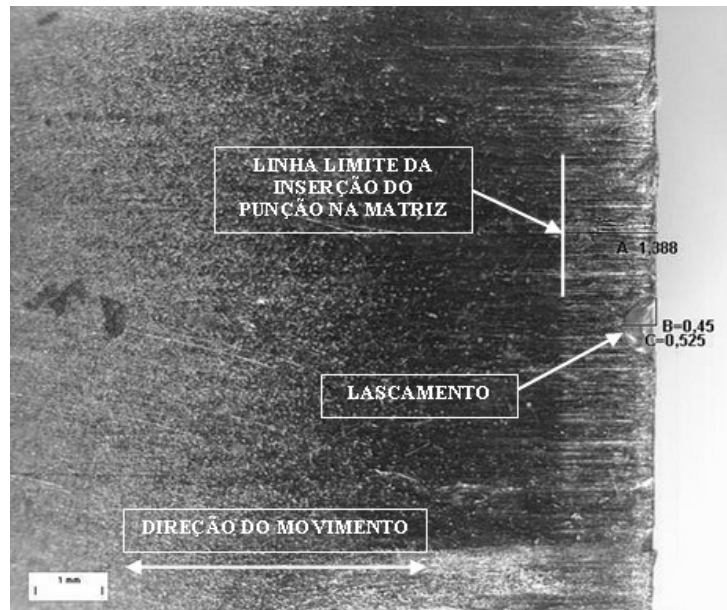 LINHA LIMITE DA
INSERÇÃO DO
PUNÇÃO NA MATRIZ
A 1,388
B=0,45
C=0,525
LASCAMENTO
DIREÇÃO DO MOVIMENTO
1 mm